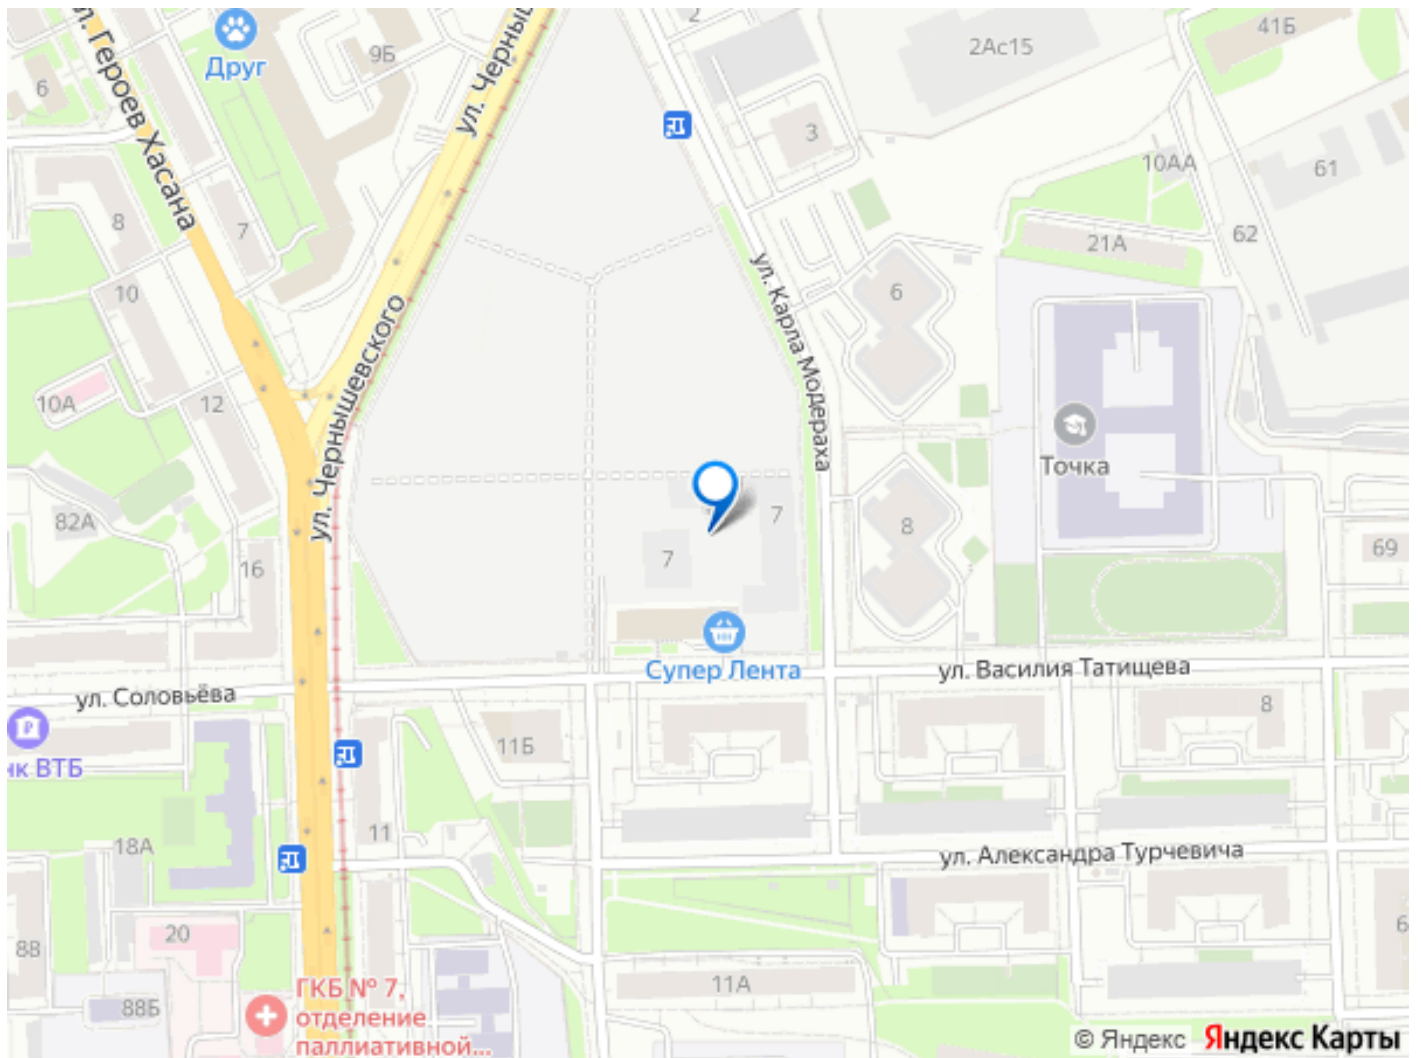 2
2Ас15
41Б
ул. Героев Хасана
Друг
9Б
ул. Черныш
6
3
10АА
61
8
7
62
21А
10
6
ул. Карла Модераха
ул. Чернышевского
10А
12
Точка
82А
7
8
7
69
16
Супер Лента
ул. Василия Татищева
ул. Соловьёва
8
нк ВТБ
11Б
11
18А
ул. Александра Турчевича
20
88
6
11А
88Б
ГКБ № 7,
отделение
паллиативной...
© Яндекс Яндекс Карты